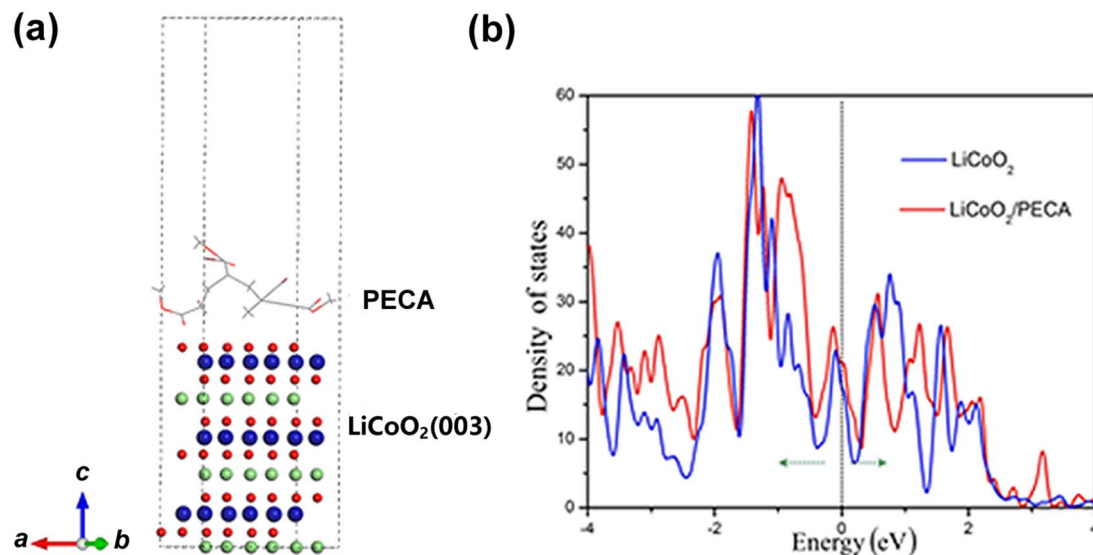 (a)
PECA
LiCoO₂(003)
c
a
b
(b)
60
50
40
30
20
10
0
Density of states
LiCoO₂
LiCoO₂/PECA
-4
-2
0
2
4
Energy (eV)